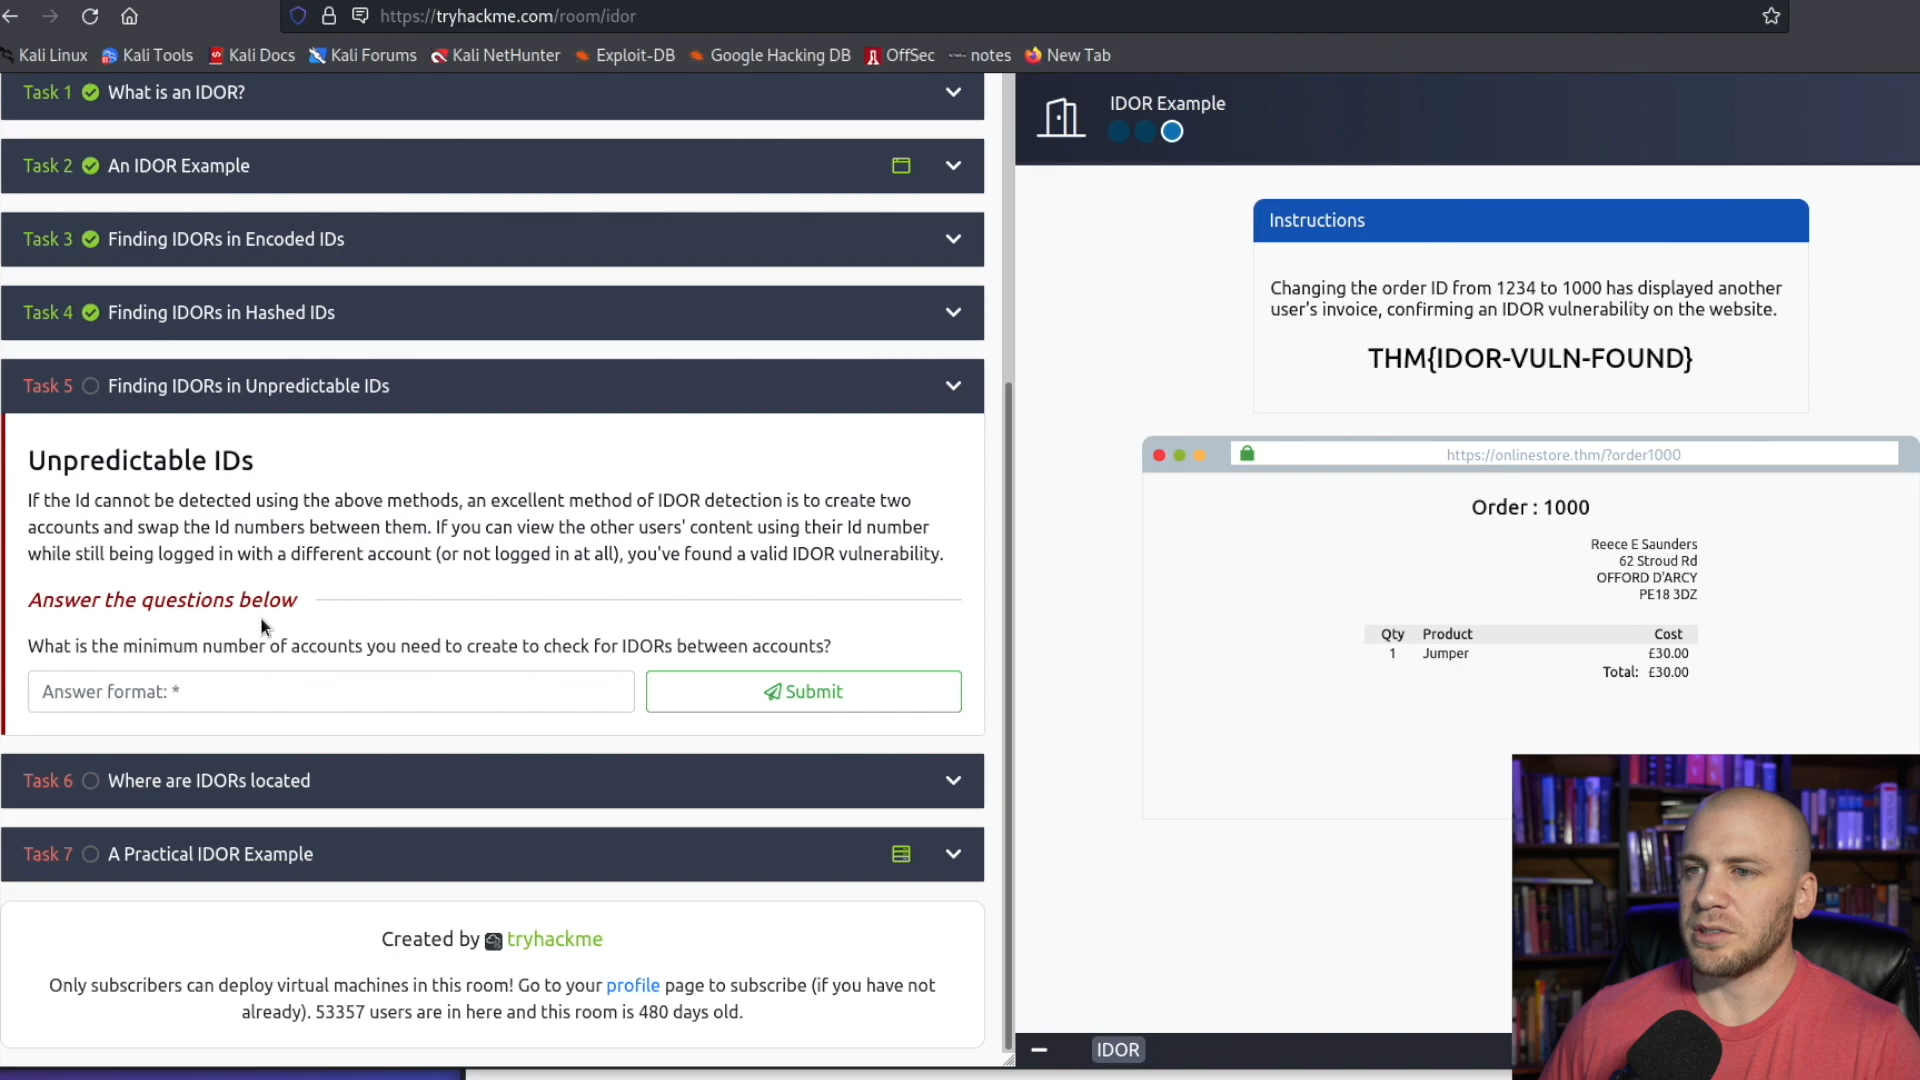 https://tryhackme.com/room/idor
Kali Linux
Kali Tools
Kali Docs
Kali Forums
Kali NetHunter
Exploit-DB
Google Hacking DB
OffSec
notes
New Tab
Task 1 What is an IDOR?
Task 2 An IDOR Example
Task 3 Finding IDORs in Encoded IDs
Task 4 Finding IDORs in Hashed IDs
Task 5 Finding IDORs in Unpredictable IDs
Unpredictable IDs
If the Id cannot be detected using the above methods, an excellent method of IDOR detection is to create two
accounts and swap the Id numbers between them. If you can view the other users' content using their Id number
while still being logged in with a different account (or not logged in at all), you've found a valid IDOR vulnerability.
Answer the questions below
What is the minimum number of accounts you need to create to check for IDORs between accounts?
Answer format: *
Submit
Task 6 Where are IDORs located
Task 7 A Practical IDOR Example
Created by tryhackme
Only subscribers can deploy virtual machines in this room! Go to your profile page to subscribe (if you have not
already). 53357 users are in here and this room is 480 days old.
IDOR Example
Instructions
Changing the order ID from 1234 to 1000 has displayed another
user's invoice, confirming an IDOR vulnerability on the website.
THM{IDOR-VULN-FOUND}
https://onlinestore.thm/?order1000
Order : 1000
Reece E Saunders
62 Stroud Rd
OFFORD D'ARCY
PE18 3DZ
Qty Product Cost
1 Jumper £30.00
Total: £30.00
IDOR